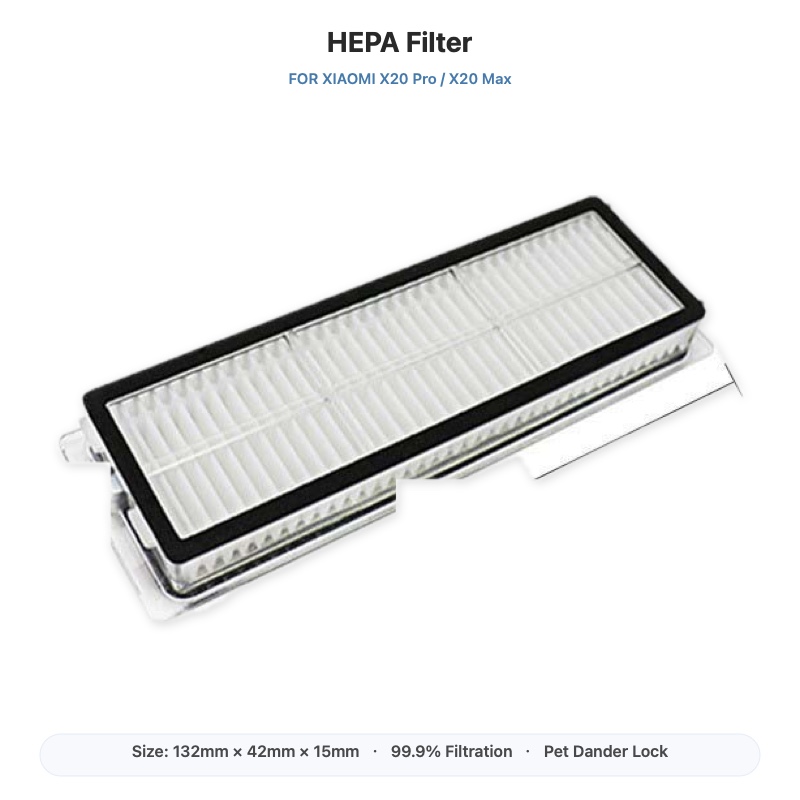 HEPA Filter
FOR XIAOMI X20 Pro / X20 Max
Size: 132mm × 42mm × 15mm · 99.9% Filtration · Pet Dander Lock